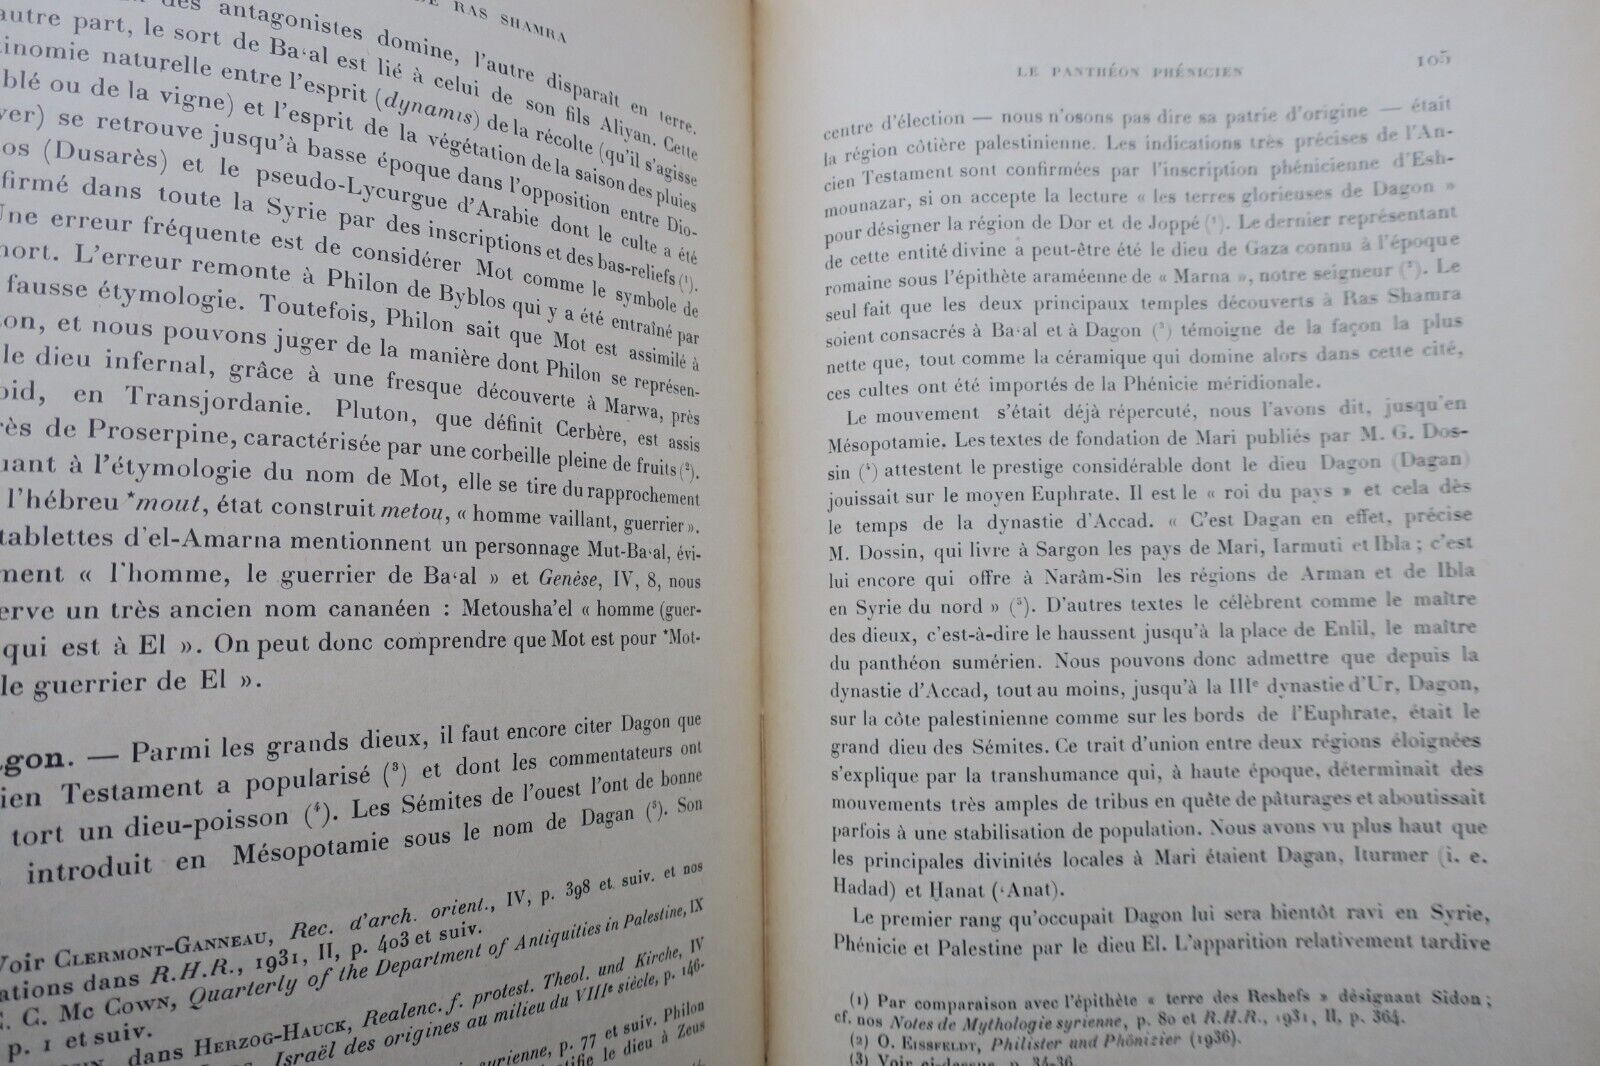 DE RAS SHAMRA
des antagonistes domine, l'autre disparaît en terre.
autre part, le sort de Ba‘al est lié à celui de son fils Aliyan. Cette
inomie naturelle entre l'esprit (dynamis) de la récolte (qu'il s'agisse
blé ou de la vigne) et l'esprit de la végétation de la saison des pluies
ver) se retrouve jusqu'à basse époque dans l'opposition entre Dio-
os (Dusarès) et le pseudo-Lycurgue d'Arabie dont le culte a été
firmé dans toute la Syrie par des inscriptions et des bas-reliefs (¹).
Une erreur fréquente est de considérer Mot comme le symbole de
mort. L'erreur remonte à Philon de Byblos qui y a été entraîné par
fausse étymologie. Toutefois, Philon sait que Mot est assimilé à
on, et nous pouvons juger de la manière dont Philon se représen-
le dieu infernal, grâce à une fresque découverte à Marwa, près
bid, en Transjordanie. Pluton, que définit Cerbère, est assis
rès de Proserpine, caractérisée par une corbeille pleine de fruits (²).
uant à l'étymologie du nom de Mot, elle se tire du rapprochement
l'hébreu *mout, état construit metou, « homme vaillant, guerrier ».
tablettes d'el-Amarna mentionnent un personnage Mut-Ba‘al, évi-
ment « l'homme, le guerrier de Ba‘al » et Genèse, IV, 8, nous
erve un très ancien nom cananéen : Metousha'el « homme (guer-
qui est à El ». On peut donc comprendre que Mot est pour *Mot-
le guerrier de El ».
gon. — Parmi les grands dieux, il faut encore citer Dagon que
ien Testament a popularisé (³) et dont les commentateurs ont
tort un dieu-poisson (⁴). Les Sémites de l'ouest l'ont de bonne
introduit en Mésopotamie sous le nom de Dagan (⁵). Son
Voir CLERMONT-GANNEAU, Rec. d'arch. orient., IV, p. 398 et suiv. et nos
ations dans R.H.R., 1931, II, p. 403 et suiv.
C. C. Mc COWN, Quarterly of the Department of Antiquities in Palestine, IX
p. 1 et suiv.
dans HERZOG-HAUCK, Realenc. f. protest. Theol. und Kirche, IV
Israël des origines au milieu du VIIIᵉ siècle, p. 146-
syrienne, p. 77 et suiv. Philon
le dieu à Zeus
LE PANTHÉON PHÉNICIEN 105
centre d'élection — nous n'osons pas dire sa patrie d'origine — était
la région côtière palestinienne. Les indications très précises de l'An-
cien Testament sont confirmées par l'inscription phénicienne d'Esh-
mounazar, si on accepte la lecture « les terres glorieuses de Dagon »
pour désigner la région de Dor et de Joppé (¹). Le dernier représentant
de cette entité divine a peut-être été le dieu de Gaza connu à l'époque
romaine sous l'épithète araméenne de « Marna », notre seigneur (²). Le
seul fait que les deux principaux temples découverts à Ras Shamra
soient consacrés à Ba‘al et à Dagon (³) témoigne de la façon la plus
nette que, tout comme la céramique qui domine alors dans cette cité,
ces cultes ont été importés de la Phénicie méridionale.
Le mouvement s'était déjà répercuté, nous l'avons dit, jusqu'en
Mésopotamie. Les textes de fondation de Mari publiés par M. G. Dos-
sin (⁴) attestent le prestige considérable dont le dieu Dagon (Dagan)
jouissait sur le moyen Euphrate. Il est le « roi du pays » et cela dès
le temps de la dynastie d'Accad. « C'est Dagan en effet, précise
M. Dossin, qui livre à Sargon les pays de Mari, Iarmuti et Ibla ; c'est
lui encore qui offre à Narâm-Sin les régions de Arman et de Ibla
en Syrie du nord » (⁵). D'autres textes le célèbrent comme le maître
des dieux, c'est-à-dire le haussent jusqu'à la place de Enlil, le maître
du panthéon sumérien. Nous pouvons donc admettre que depuis la
dynastie d'Accad, tout au moins, jusqu'à la IIIᵉ dynastie d'Ur, Dagon,
sur la côte palestinienne comme sur les bords de l'Euphrate, était le
grand dieu des Sémites. Ce trait d'union entre deux régions éloignées
s'explique par la transhumance qui, à haute époque, déterminait des
mouvements très amples de tribus en quête de pâturages et aboutissait
parfois à une stabilisation de population. Nous avons vu plus haut que
les principales divinités locales à Mari étaient Dagan, Iturmer (i. e.
Hadad) et Ḥanat (‘Anat).
Le premier rang qu'occupait Dagon lui sera bientôt ravi en Syrie,
Phénicie et Palestine par le dieu El. L'apparition relativement tardive
(1) Par comparaison avec l'épithète « terre des Reshefs » désignant Sidon ;
cf. nos Notes de Mythologie syrienne, p. 80 et R.H.R., 1931, II, p. 364.
(2) O. EISSFELDT, Philister und Phönizier (1936).
(3) Voir ci-dessus, p. 34-36.